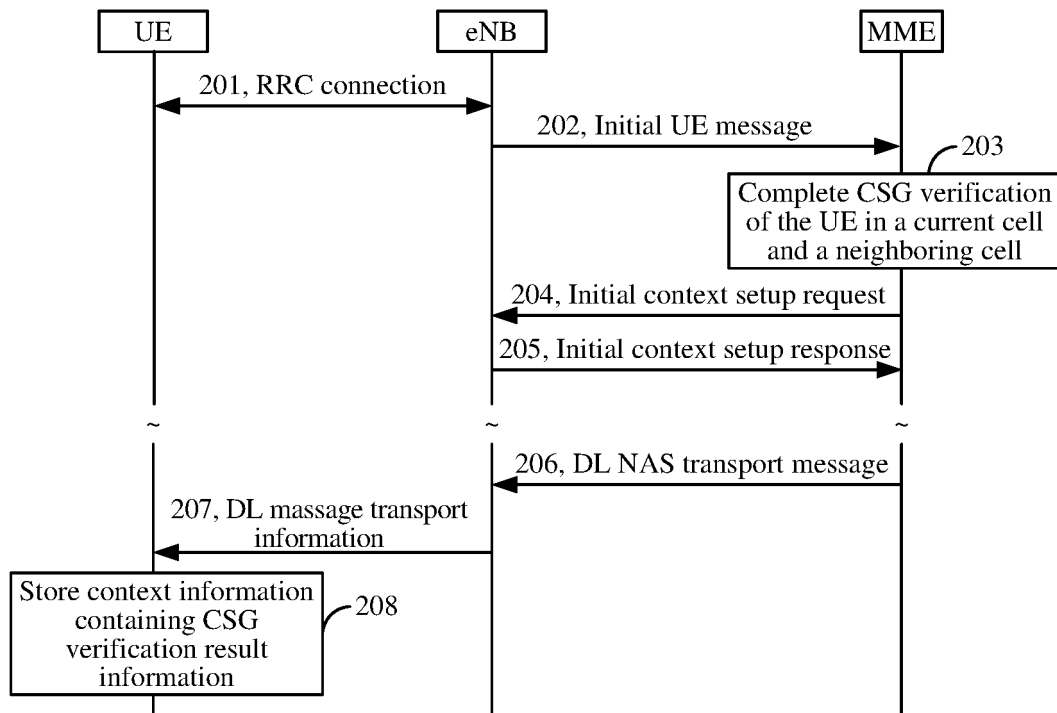 UE
eNB
MME
201, RRC connection
202, Initial UE message
203
Complete CSG verification
of the UE in a current cell
and a neighboring cell
204, Initial context setup request
205, Initial context setup response
~
~
~
206, DL NAS transport message
207, DL massage transport
information
Store context information
containing CSG
verification result
information
208